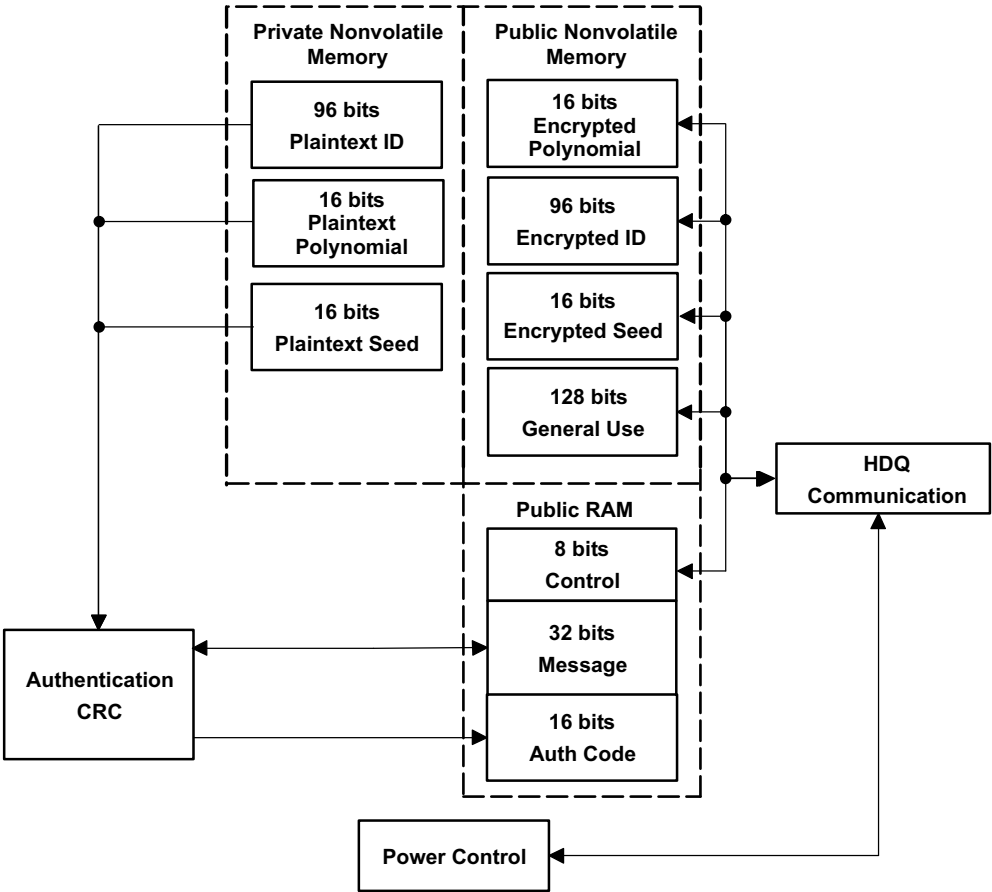 Private Nonvolatile
Memory
96 bits
Plaintext ID
16 bits
Plaintext
Polynomial
16 bits
Plaintext Seed
Public Nonvolatile
Memory
16 bits
Encrypted
Polynomial
96 bits
Encrypted ID
16 bits
Encrypted Seed
128 bits
General Use
HDQ
Communication
Public RAM
8 bits
Control
32 bits
Message
16 bits
Auth Code
Authentication
CRC
Power Control